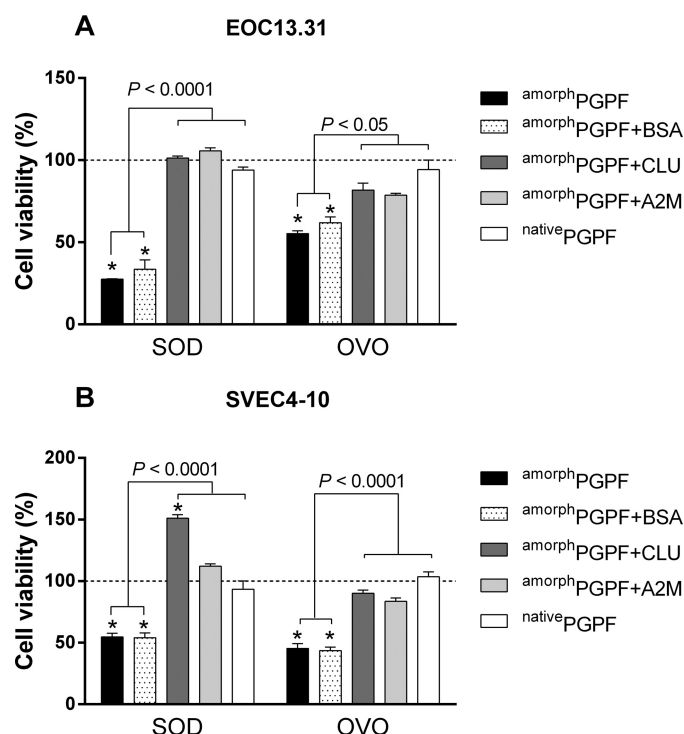 A
EOC13.31
Cell viability (%)
150
100
50
0
P < 0.0001
P < 0.05
* * * *
SOD
OVO
amorphPGPF
amorphPGPF+BSA
amorphPGPF+CLU
amorphPGPF+A2M
nativePGPF
B
SVEC4-10
Cell viability (%)
200
150
100
50
0
P < 0.0001
P < 0.0001
* * * * *
SOD
OVO
amorphPGPF
amorphPGPF+BSA
amorphPGPF+CLU
amorphPGPF+A2M
nativePGPF